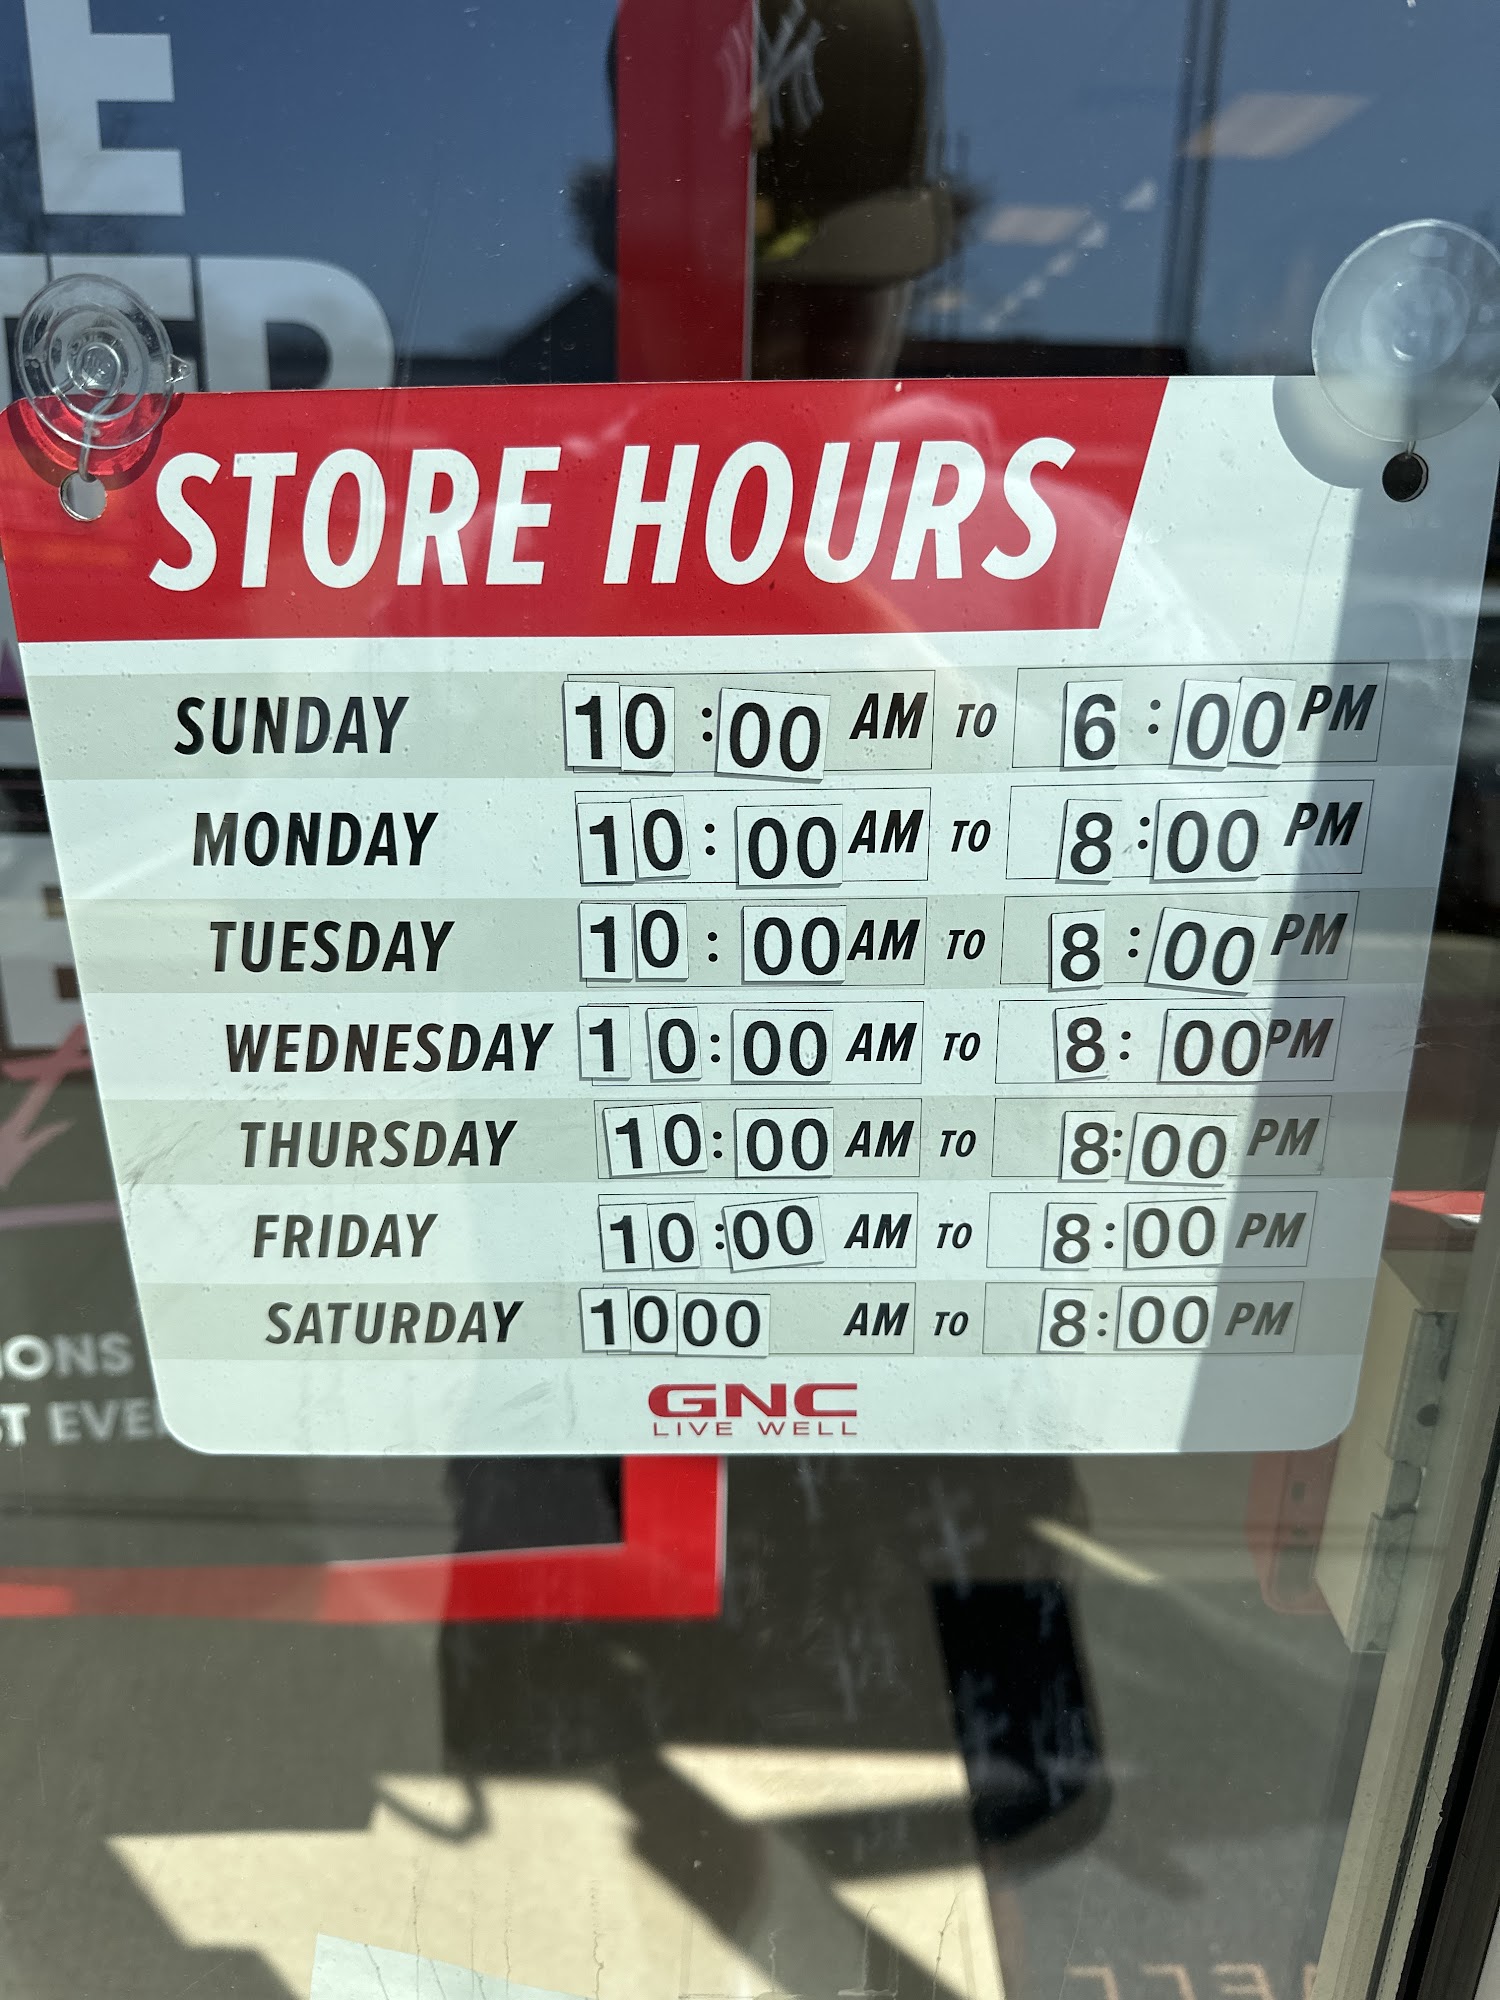 E
STORE HOURS
SUNDAY 10:00 AM TO 6:00 PM
MONDAY 10:00 AM TO 8:00 PM
TUESDAY 10:00 AM TO 8:00 PM
WEDNESDAY 10:00 AM TO 8:00 PM
THURSDAY 10:00 AM TO 8:00 PM
FRIDAY 10:00 AM TO 8:00 PM
SATURDAY 1000 AM TO 8:00 PM
GNC
LIVE WELL